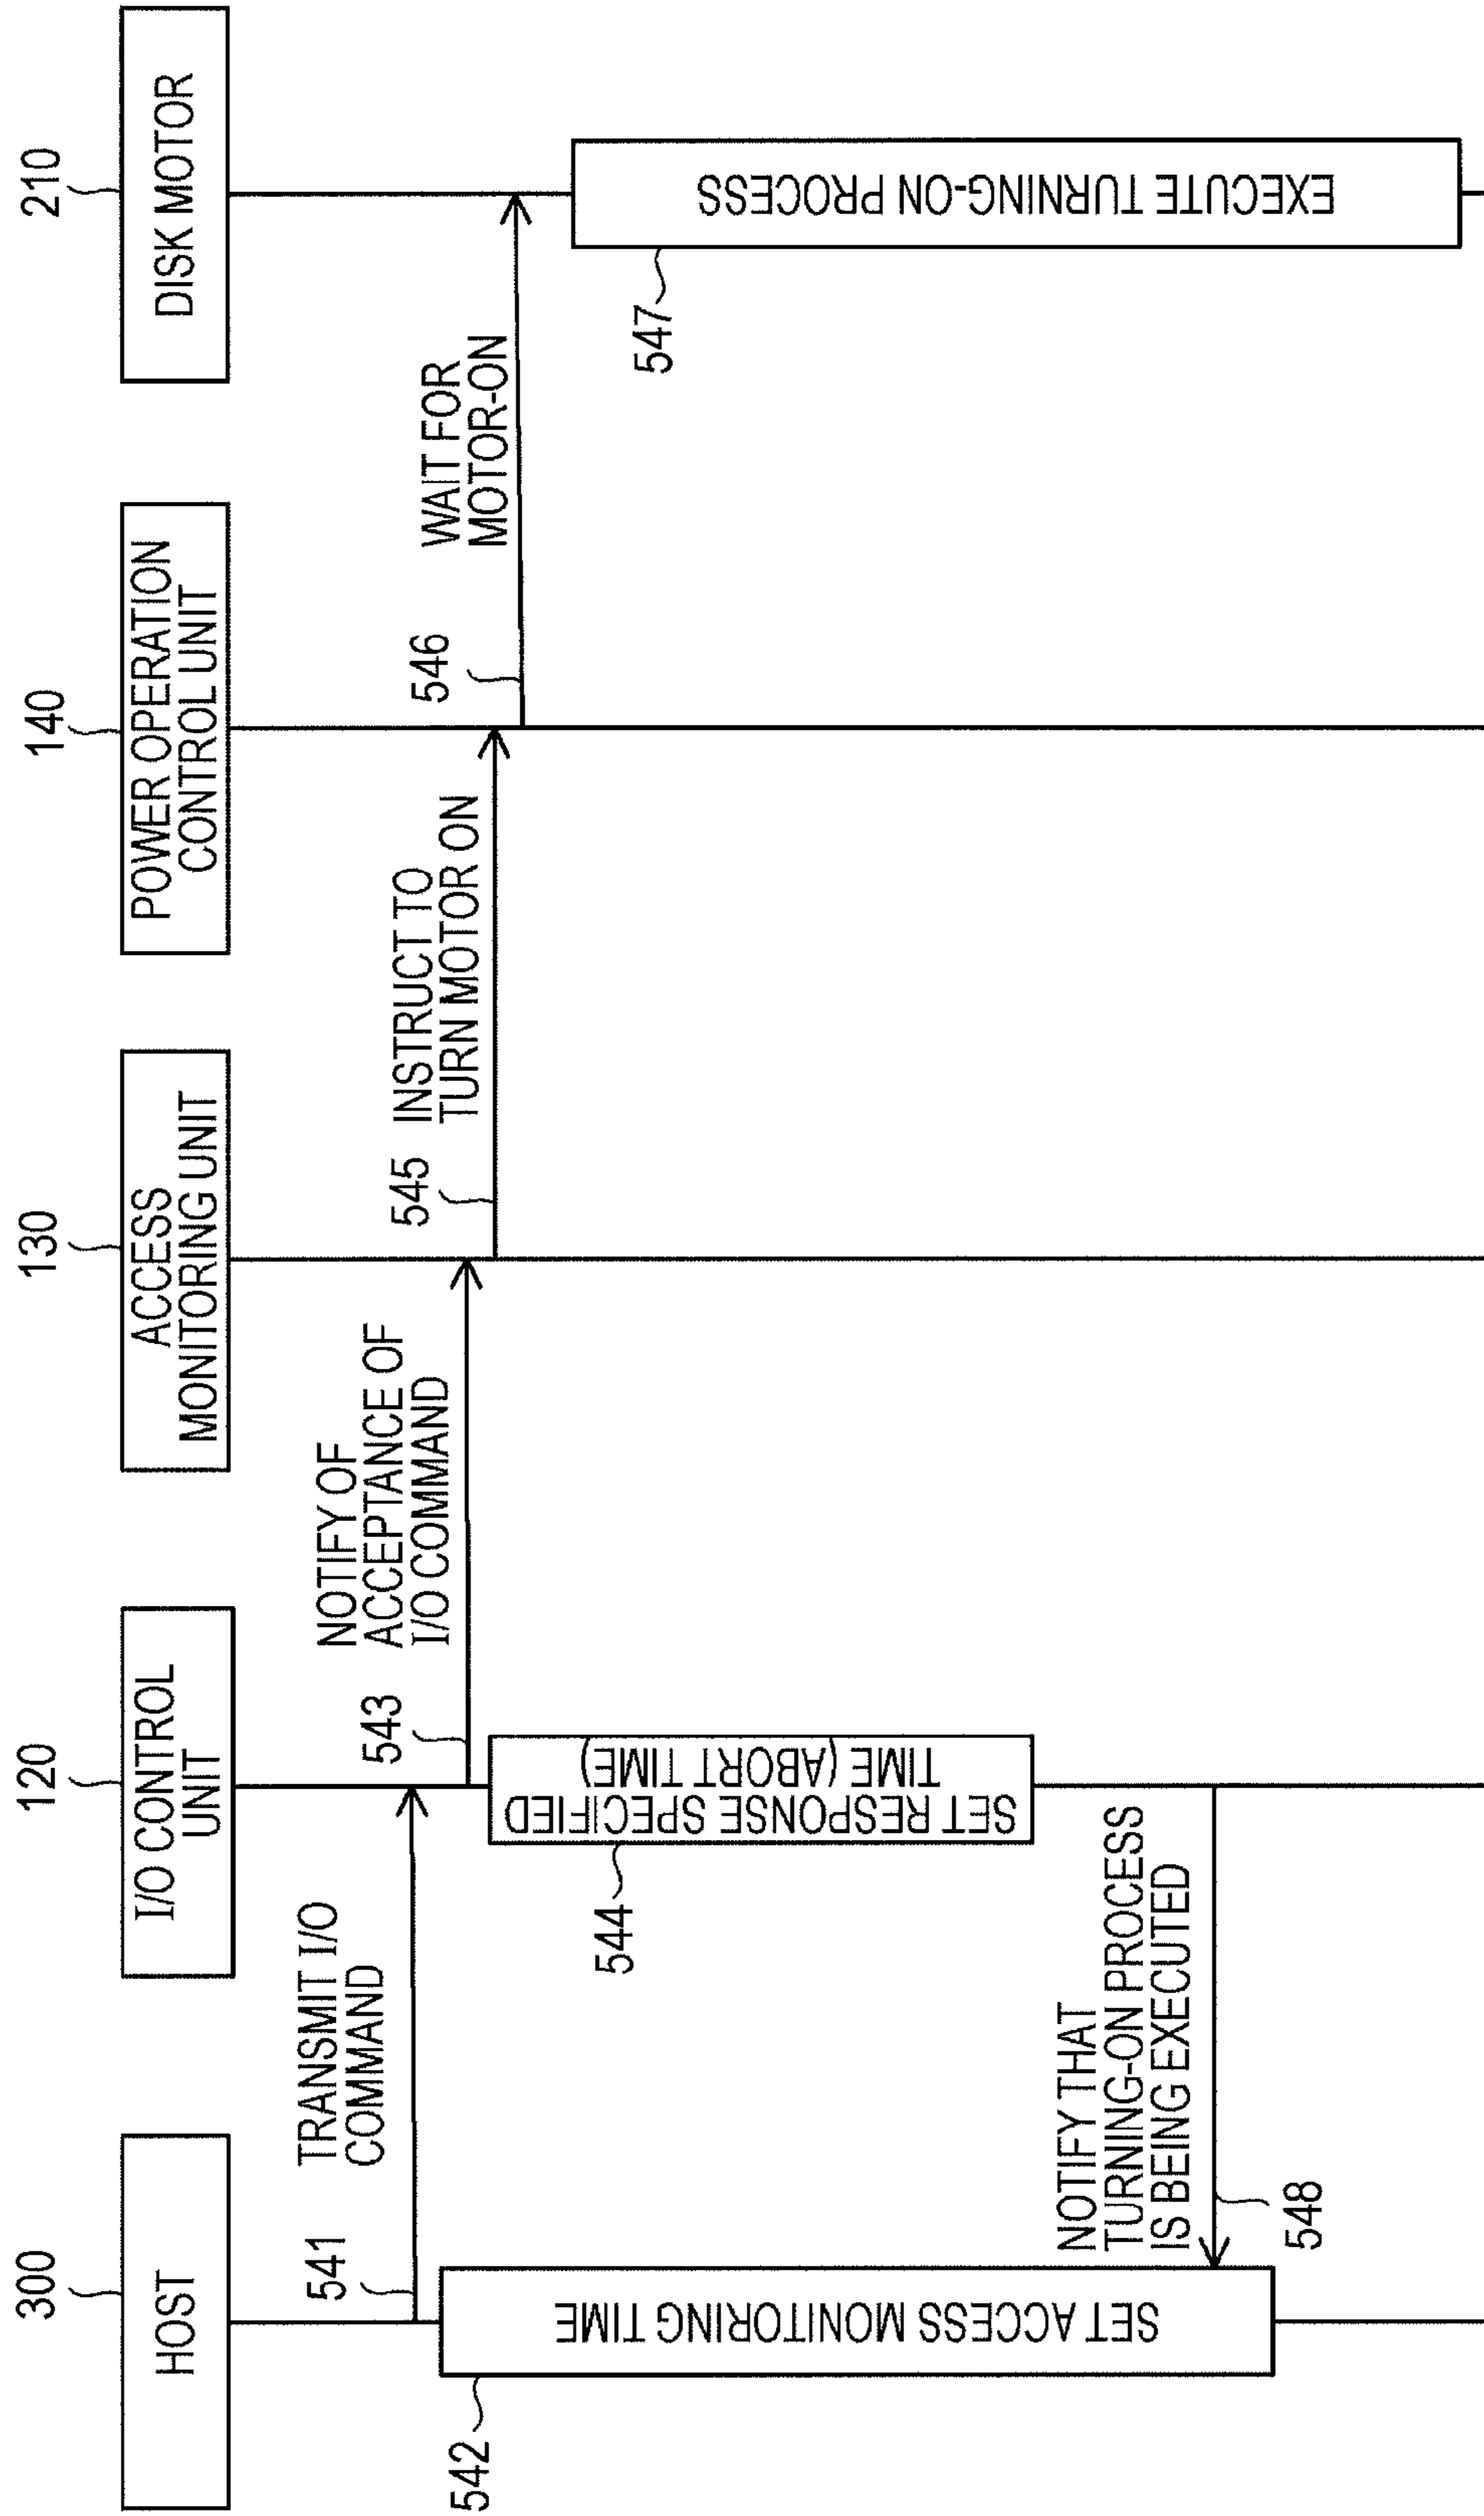 300
HOST
120
I/O CONTROL
UNIT
130
ACCESS
MONITORING UNIT
140
POWER OPERATION
CONTROL UNIT
210
DISK MOTOR
541
TRANSMIT I/O
COMMAND
542
SET ACCESS MONITORING TIME
543
NOTIFY OF
ACCEPTANCE OF
I/O COMMAND
544
SET RESPONSE SPECIFIED
TIME (ABORT TIME)
545
INSTRUCT TO
TURN MOTOR ON
546
WAIT FOR
MOTOR-ON
547
EXECUTE TURNING-ON PROCESS
NOTIFY THAT
TURNING-ON PROCESS
IS BEING EXECUTED
548